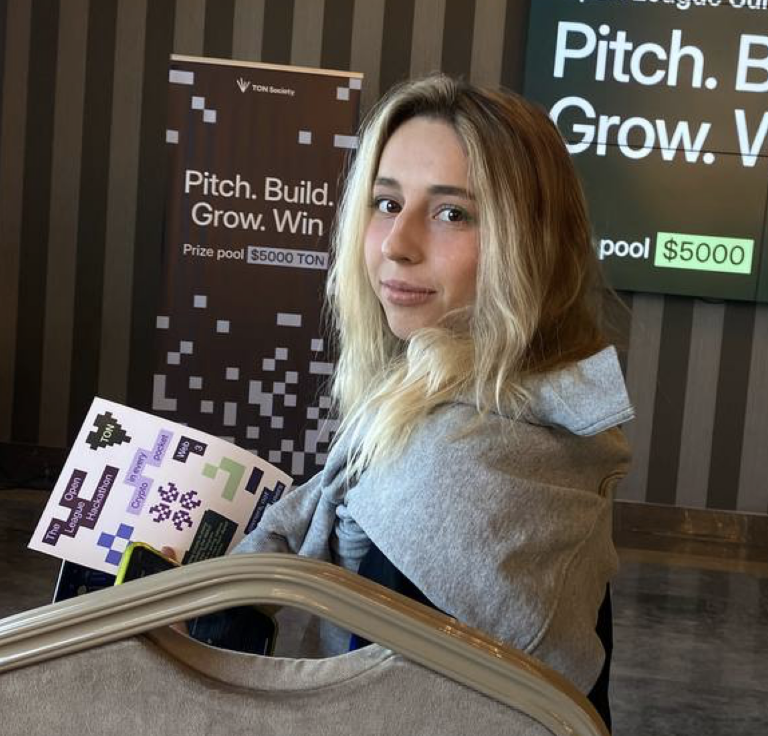 TON Society
Pitch. Build.
Grow. Win
Prize pool $5000 TON
Pitch. B
Grow. W
pool $5000
TON
The Open
League
Hackathon
Crypto
in every
pocket
Web
3